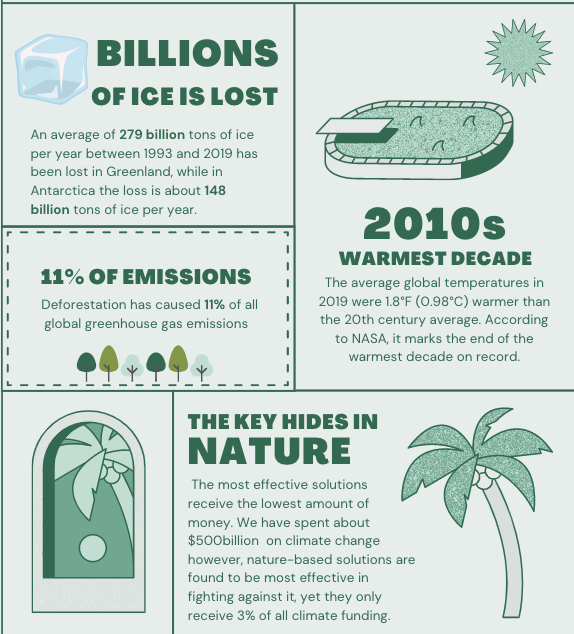 BILLIONS
OF ICE IS LOST
An average of 279 billion tons of ice
per year between 1993 and 2019 has
been lost in Greenland, while in
Antarctica the loss is about 148
billion tons of ice per year.
2010s
WARMEST DECADE
The average global temperatures in
2019 were 1.8°F (0.98°C) warmer than
the 20th century average. According
to NASA, it marks the end of the
warmest decade on record.
11% OF EMISSIONS
Deforestation has caused 11% of all
global greenhouse gas emissions
THE KEY HIDES IN
NATURE
The most effective solutions
receive the lowest amount of
money. We have spent about
$500billion on climate change
however, nature-based solutions are
found to be most effective in
fighting against it, yet they only
receive 3% of all climate funding.